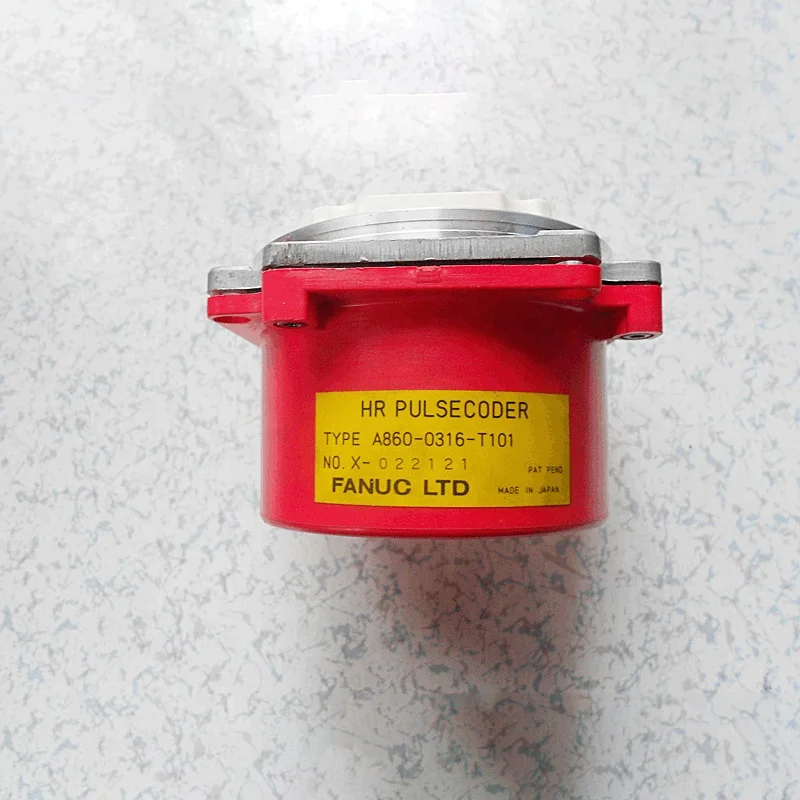 HR PULSECODER
TYPE A860-0316-T101
NO. X-022121
PAT PEND
FANUC LTD MADE IN JAPAN